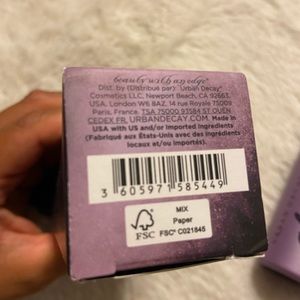 beauty with an edge®
Dist. by (Distribué par) Urban Decay®
Cosmetics LLC, Newport Beach, CA 92663,
USA, London W6 8AZ, 14 rue Royale 75009
Paris, France. TSA 75000 93584 ST OUEN
CEDEX FR, URBANDECAY.COM Made in
USA with US and/or imported ingredients
(Fabriqué aux États-Unis avec des ingrédients
locaux et/ou importés).
3 605971 585449
FSC
MIX
Paper
FSC® C021845